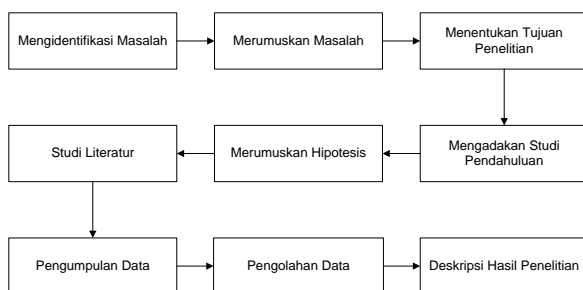 Mengidentifikasi Masalah
Merumuskan Masalah
Menentukan Tujuan
Penelitian
Mengadakan Studi
Pendahuluan
Merumuskan Hipotesis
Studi Literatur
Pengumpulan Data
Pengolahan Data
Deskripsi Hasil Penelitian